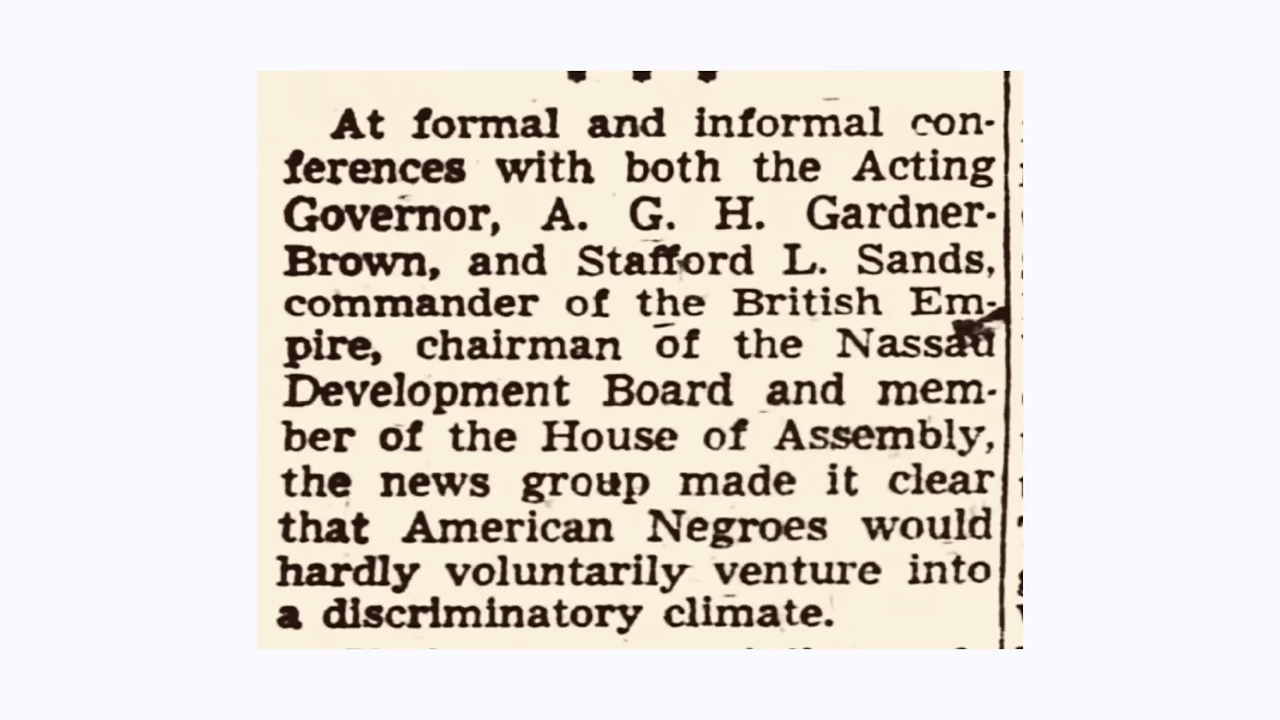 At formal and informal con-
ferences with both the Acting
Governor, A. G. H. Gardner-
Brown, and Stafford L. Sands,
commander of the British Em-
pire, chairman of the Nassau
Development Board and mem-
ber of the House of Assembly,
the news group made it clear
that American Negroes would
hardly voluntarily venture into
a discriminatory climate.